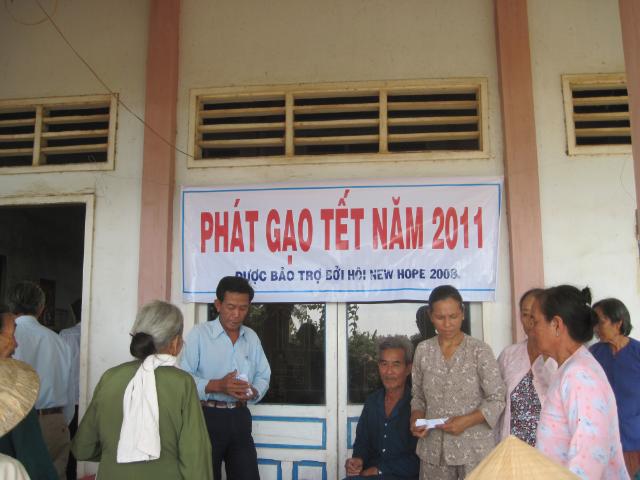 PHÁT GẠO TẾT NĂM 2011
ĐƯỢC BẢO TRỢ BỞI HỘI NEW HOPE 2008.